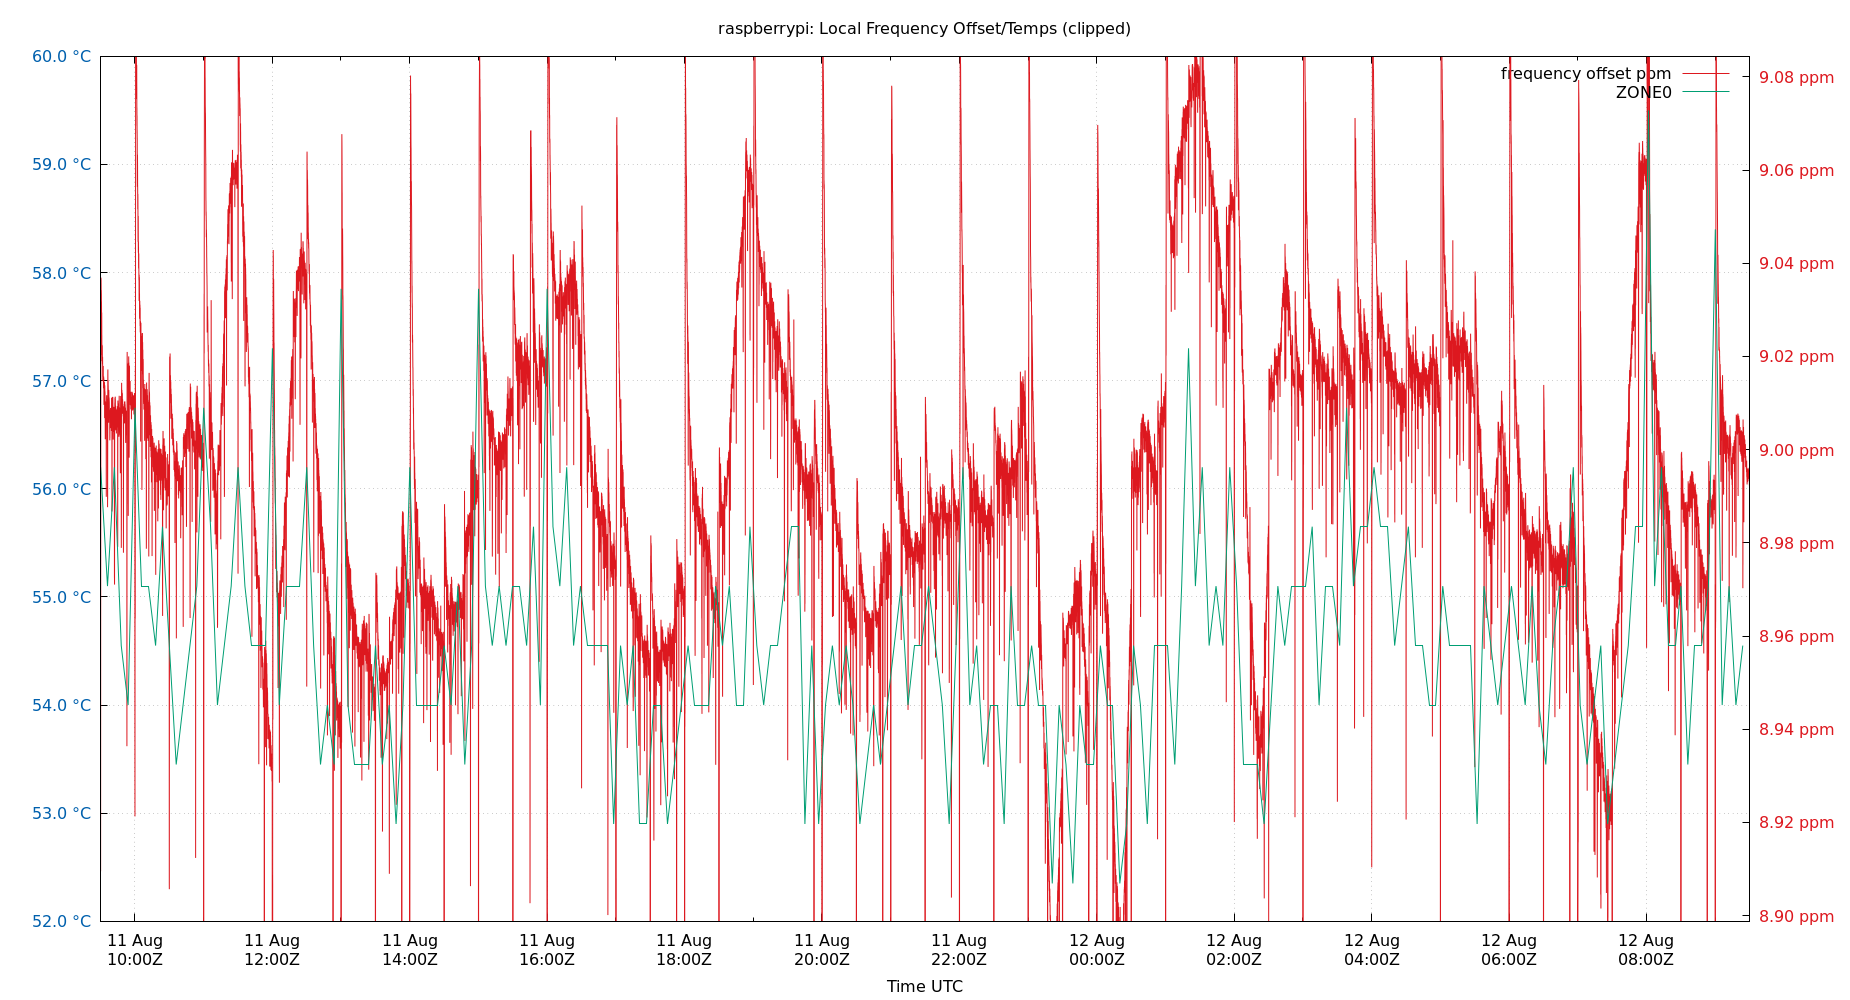 raspberrypi: Local Frequency Offset/Temps (clipped)
frequency offset ppm
ZONE0
60.0 °C
59.0 °C
58.0 °C
57.0 °C
56.0 °C
55.0 °C
54.0 °C
53.0 °C
52.0 °C
9.08 ppm
9.06 ppm
9.04 ppm
9.02 ppm
9.00 ppm
8.98 ppm
8.96 ppm
8.94 ppm
8.92 ppm
8.90 ppm
11 Aug
10:00Z
11 Aug
12:00Z
11 Aug
14:00Z
11 Aug
16:00Z
11 Aug
18:00Z
11 Aug
20:00Z
11 Aug
22:00Z
12 Aug
00:00Z
12 Aug
02:00Z
12 Aug
04:00Z
12 Aug
06:00Z
12 Aug
08:00Z
Time UTC